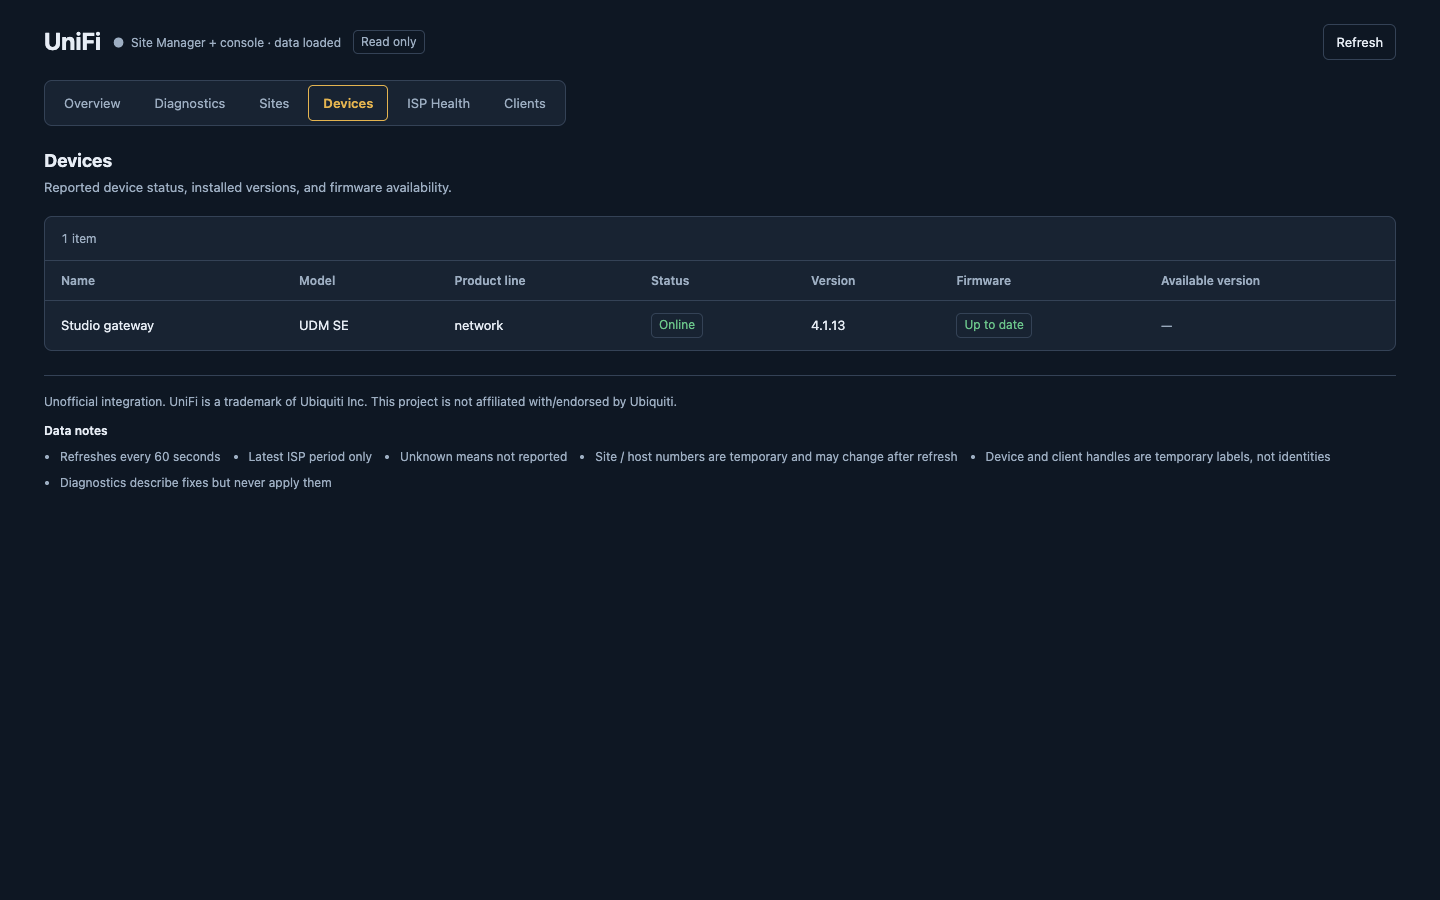 UniFi
Site Manager + console · data loaded
Read only
Refresh
Overview
Diagnostics
Sites
Devices
ISP Health
Clients
Devices
Reported device status, installed versions, and firmware availability.
1 item
Name Model Product line Status Version Firmware Available version
Studio gateway UDM SE network Online 4.1.13 Up to date —
Unofficial integration. UniFi is a trademark of Ubiquiti Inc. This project is not affiliated with/endorsed by Ubiquiti.
Data notes
• Refreshes every 60 seconds • Latest ISP period only • Unknown means not reported • Site / host numbers are temporary and may change after refresh • Device and client handles are temporary labels, not identities
• Diagnostics describe fixes but never apply them